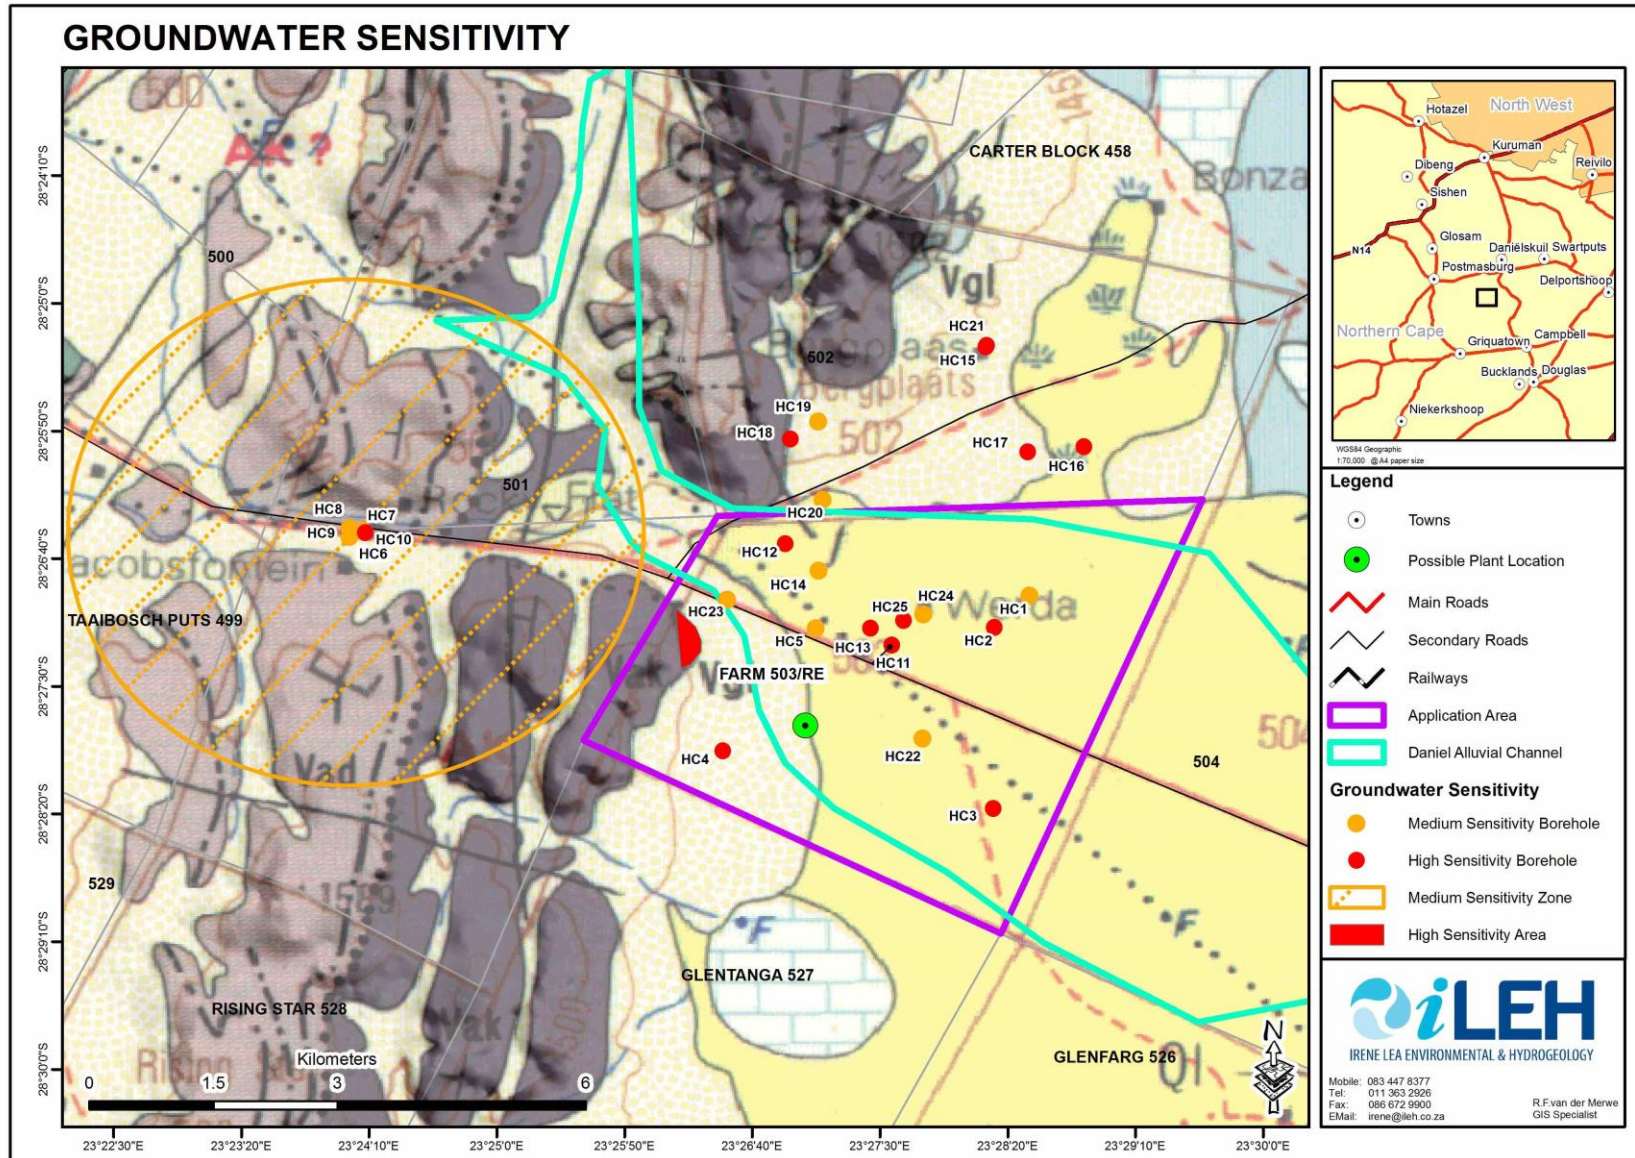 GROUNDWATER SENSITIVITY
500
F
AK ?
145
CARTER BLOCK 458
Bonza
500
Vgl
HC21
HC15
502
Bergplaats
502
HC19
HC18
HC17
HC16
501
HC20
HC8
HC7
HC9
HC10
HC6
HC12
HC14
acobsfontein
TAAIBOSCH PUTS 499
HC23
HC25
HC24
Werda
HC1
HC5
HC13
HC2
HC11
FARM 503/RE
Vgl
HC4
HC22
504
504
Vad
HC3
529
F
F
GLENTANGA 527
RISING STAR 528
Vak
GLENFARG 526
Ql
Kilometers
0
1.5
3
6
N
28°24'10"S
28°25'0"S
28°25'50"S
28°26'40"S
28°27'30"S
28°28'20"S
28°29'10"S
28°30'0"S
23°22'30"E
23°23'20"E
23°24'10"E
23°25'0"E
23°25'50"E
23°26'40"E
23°27'30"E
23°28'20"E
23°29'10"E
23°30'0"E
Hotazel
North West
Kuruman
Dibeng
Reivilo
Sishen
Glosam
N14
Daniëlskuil
Swartputs
Postmasburg
Delportshoop
Northern Cape
Campbell
Griquatown
Bucklands
Douglas
Niekerkshoop
WGS84 Geographic
1:70,000 @ A4 paper size
Legend
Towns
Possible Plant Location
Main Roads
Secondary Roads
Railways
Application Area
Daniel Alluvial Channel
Groundwater Sensitivity
Medium Sensitivity Borehole
High Sensitivity Borehole
Medium Sensitivity Zone
High Sensitivity Area
iLEH
IRENE LEA ENVIRONMENTAL & HYDROGEOLOGY
Mobile: 083 447 8377
Tel: 011 363 2926
Fax: 086 672 9900
EMail: irene@ileh.co.za
R.F.van der Merwe
GIS Specialist